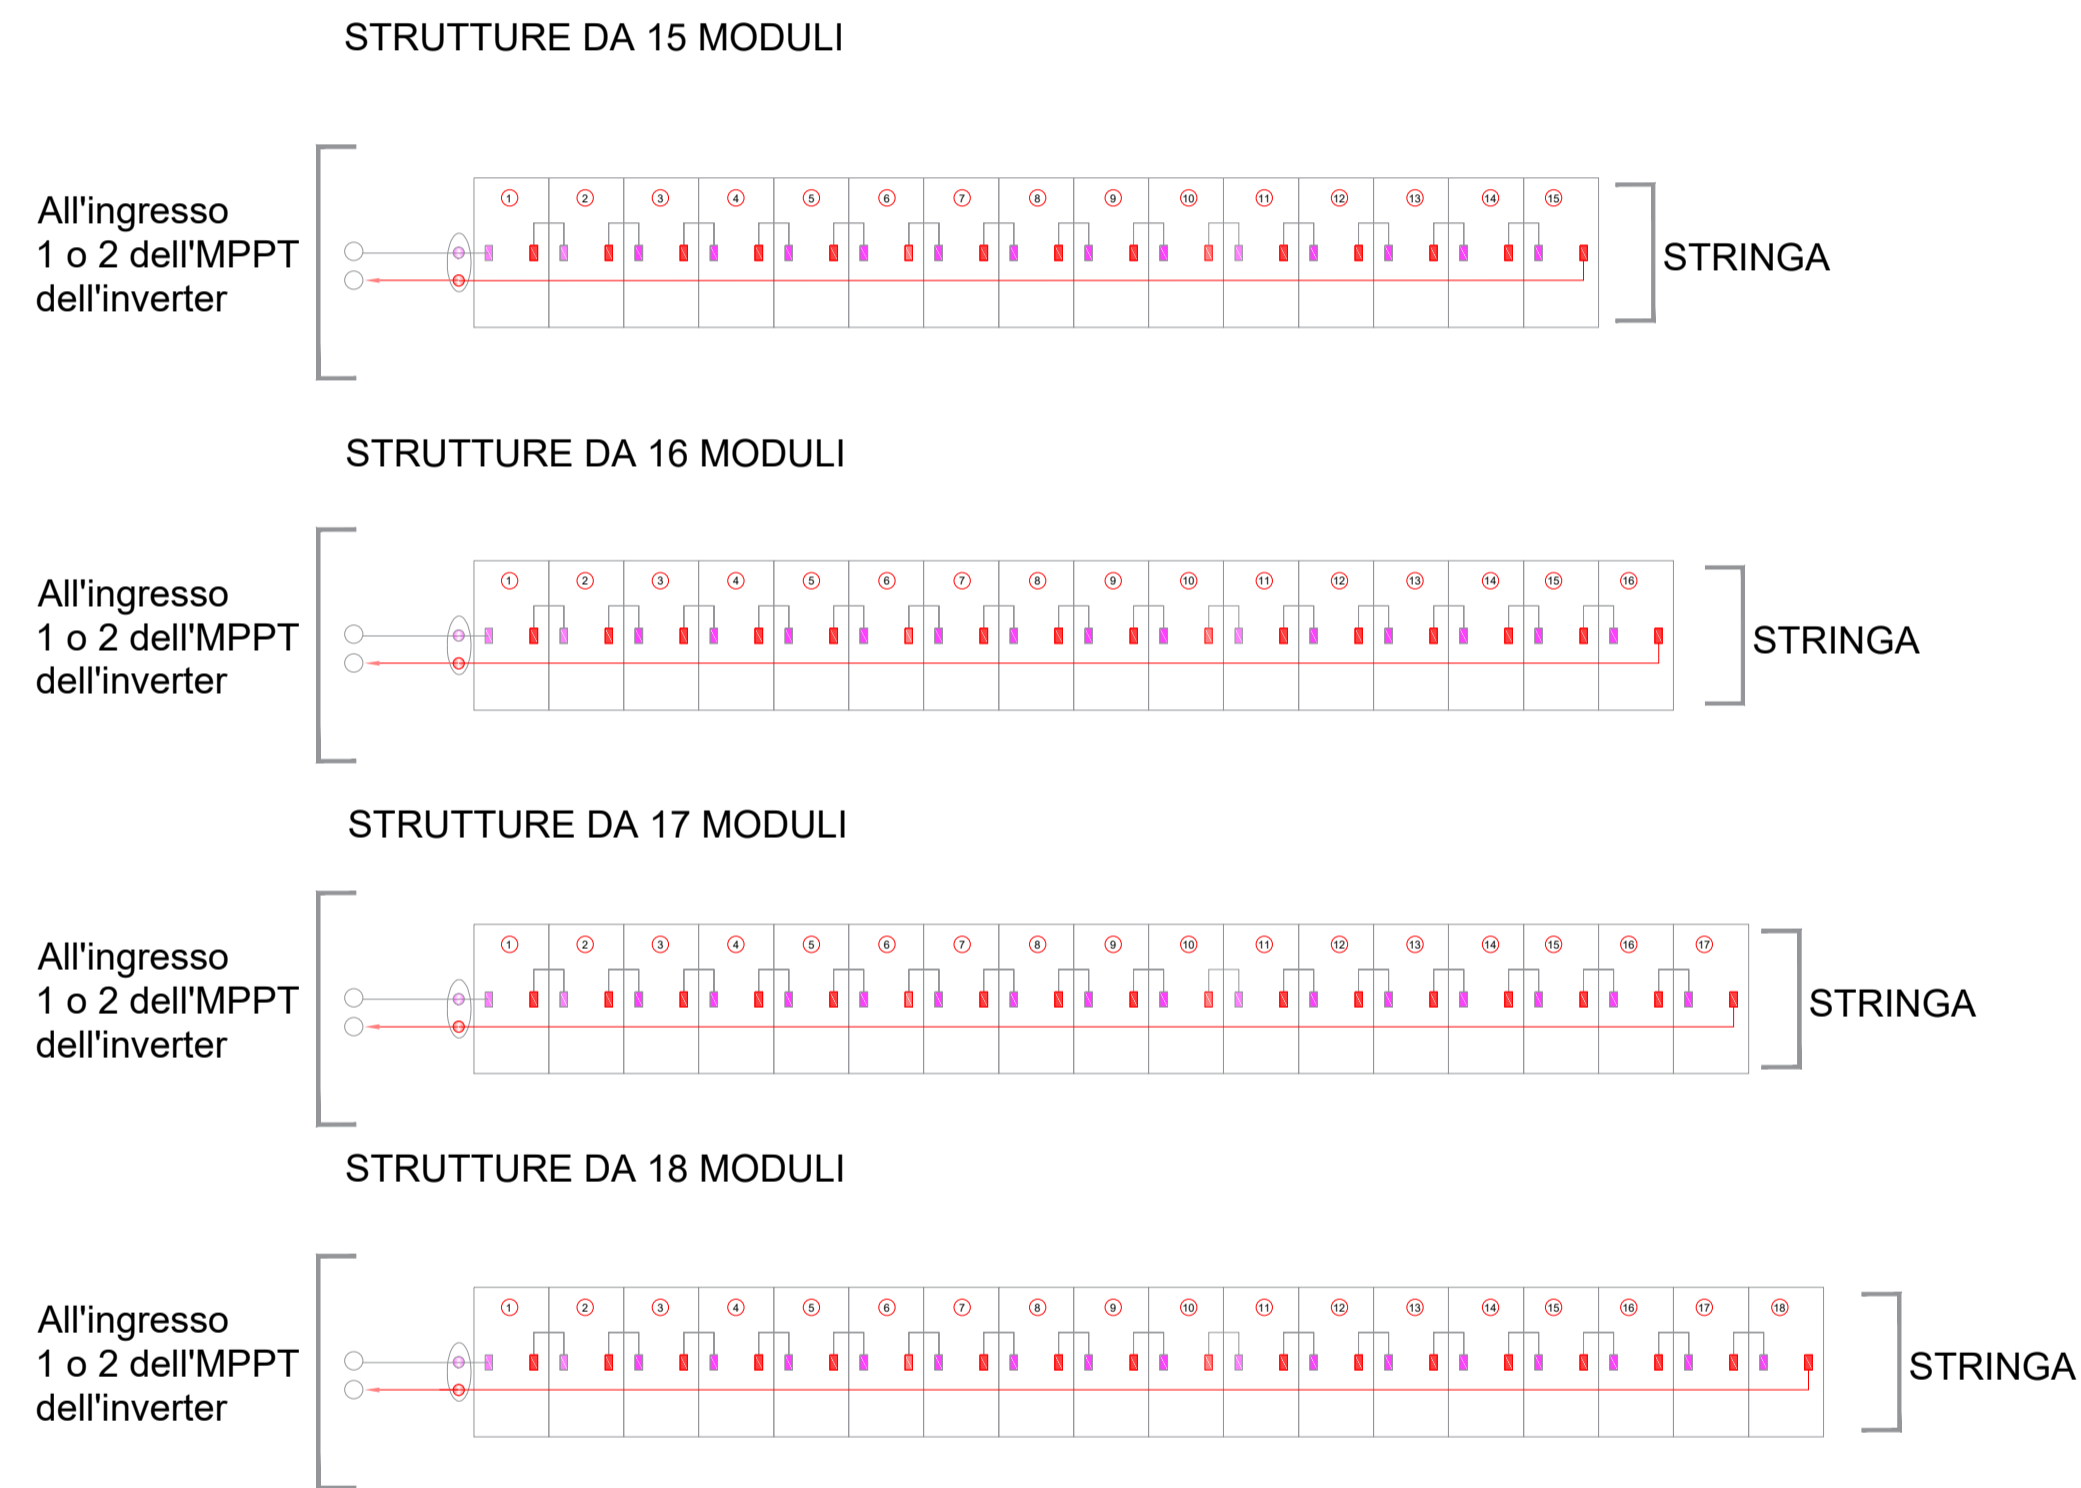 STRUTTURE DA 15 MODULI
1 2 3 4 5 6 7 8 9 10 11 12 13 14 15
All'ingresso
1 o 2 dell'MPPT
dell'inverter
STRINGA
STRUTTURE DA 16 MODULI
1 2 3 4 5 6 7 8 9 10 11 12 13 14 15 16
All'ingresso
1 o 2 dell'MPPT
dell'inverter
STRINGA
STRUTTURE DA 17 MODULI
1 2 3 4 5 6 7 8 9 10 11 12 13 14 15 16 17
All'ingresso
1 o 2 dell'MPPT
dell'inverter
STRINGA
STRUTTURE DA 18 MODULI
1 2 3 4 5 6 7 8 9 10 11 12 13 14 15 16 17 18
All'ingresso
1 o 2 dell'MPPT
dell'inverter
STRINGA